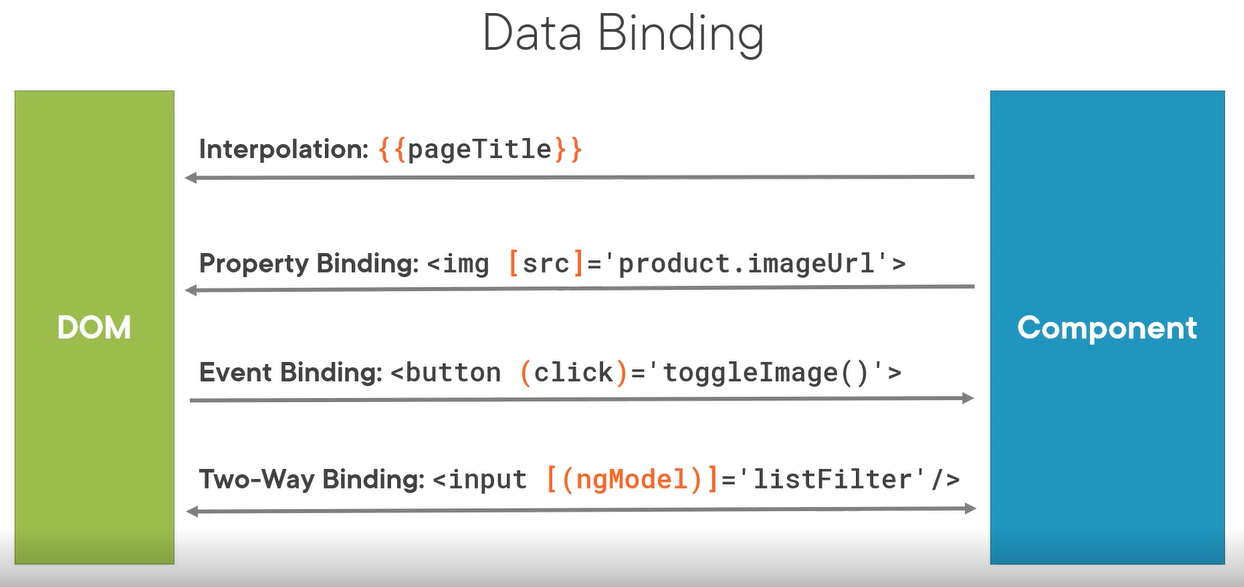 Data Binding
Interpolation: {{pageTitle}}
Property Binding: <img [src]='product.imageUrl'>
DOM
Component
Event Binding: <button (click)='toggleImage()'>
Two-Way Binding: <input [(ngModel)]='listFilter'/>